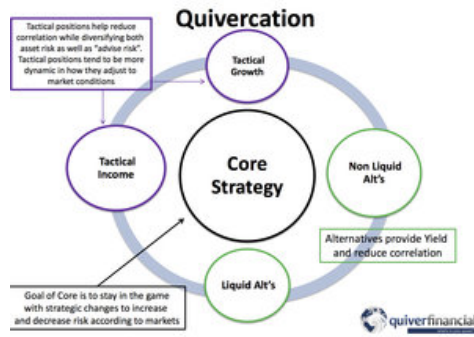 Quivercation
Tactical positions help reduce
correlation while diversifying both
asset risk as well as "advise risk".
Tactical positions tend to be more
dynamic in how they adjust to
market conditions
Tactical
Growth
Tactical
Income
Core
Strategy
Non Liquid
Alt's
Alternatives provide Yield
and reduce correlation
Liquid Alt's
Goal of Core is to stay in the game
with strategic changes to increase
and decrease risk according to markets
quiverfinancial